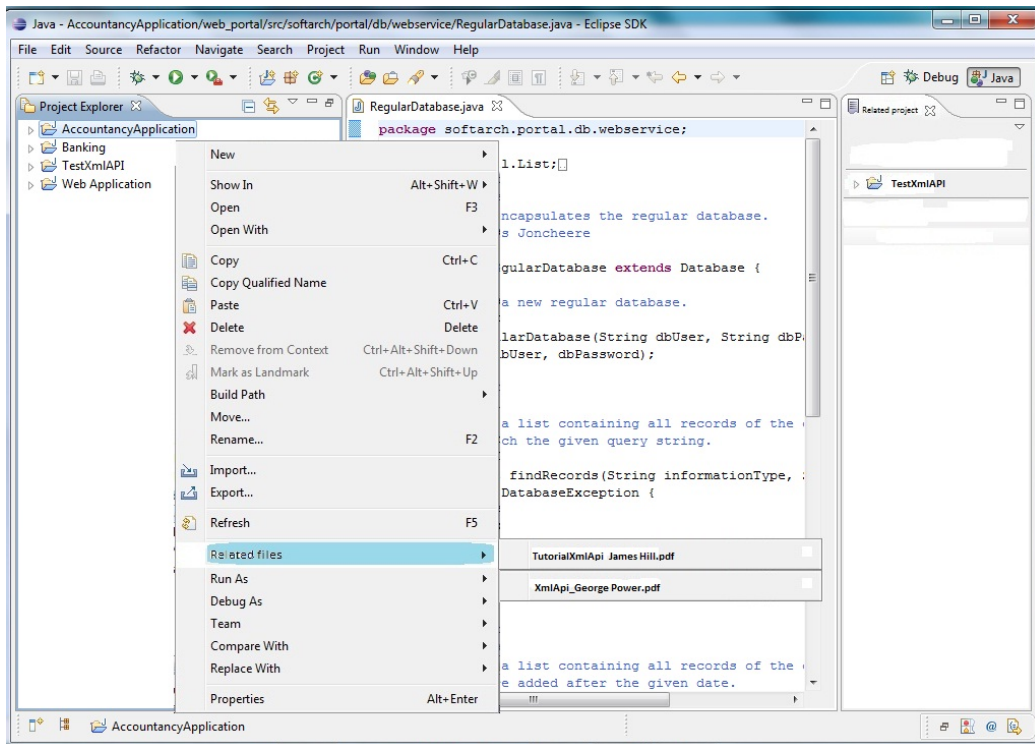 Java - AccountancyApplication/web_portal/src/softarch/portal/db/webservice/RegularDatabase.java - Eclipse SDK
File Edit Source Refactor Navigate Search Project Run Window Help
Debug Java
Project Explorer
AccountancyApplication
Banking
TestXmlAPI
Web Application
New
Show In Alt+Shift+W
Open F3
Open With
Copy Ctrl+C
Copy Qualified Name
Paste Ctrl+V
Delete Delete
Remove from Context Ctrl+Alt+Shift+Down
Mark as Landmark Ctrl+Alt+Shift+Up
Build Path
Move...
Rename... F2
Import...
Export...
Refresh F5
Related files
Run As
Debug As
Team
Compare With
Replace With
Properties Alt+Enter
TutorialXmlApi James Hill.pdf
XmlApi_George Power.pdf
RegularDatabase.java
package softarch.portal.db.webservice;
l.List;
ncapsulates the regular database.
s Joncheere
gularDatabase extends Database {
a new regular database.
larDatabase(String dbUser, String dbP
bUser, dbPassword);
a list containing all records of the
ch the given query string.
findRecords(String informationType,
DatabaseException {
a list containing all records of the
e added after the given date.
Related project
TestXmlAPI
AccountancyApplication